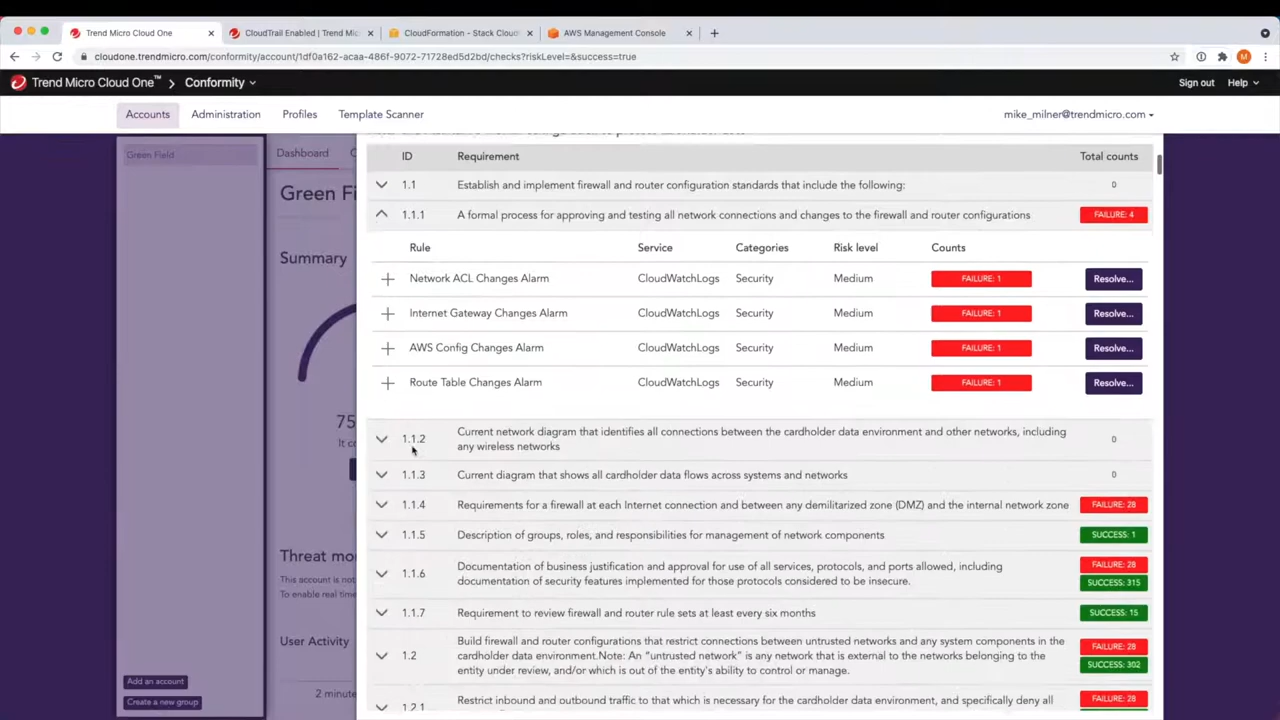 Trend Micro Cloud One
CloudTrail Enabled | Trend Mic
CloudFormation - Stack Cloud
AWS Management Console
cloudone.trendmicro.com/conformity/account/1df0a162-acaa-486f-9072-71728ed5d2bd/checks?riskLevel=&success=true
M
Trend Micro Cloud One™ Conformity
Sign out Help
Accounts Administration Profiles Template Scanner
mike_milner@trendmicro.com
Green Field
Dashboard
Green Fi
Summary
75
It co
Threat mo
This account is not
To enable real time
User Activity
2 minute
Add an account
Create a new group
ID Requirement Total counts
1.1 Establish and implement firewall and router configuration standards that include the following: 0
1.1.1 A formal process for approving and testing all network connections and changes to the firewall and router configurations FAILURE: 4
Rule Service Categories Risk level Counts
Network ACL Changes Alarm CloudWatchLogs Security Medium FAILURE: 1 Resolve...
Internet Gateway Changes Alarm CloudWatchLogs Security Medium FAILURE: 1 Resolve...
AWS Config Changes Alarm CloudWatchLogs Security Medium FAILURE: 1 Resolve...
Route Table Changes Alarm CloudWatchLogs Security Medium FAILURE: 1 Resolve...
1.1.2 Current network diagram that identifies all connections between the cardholder data environment and other networks, including 0
any wireless networks
1.1.3 Current diagram that shows all cardholder data flows across systems and networks 0
1.1.4 Requirements for a firewall at each Internet connection and between any demilitarized zone (DMZ) and the internal network zone FAILURE: 28
1.1.5 Description of groups, roles, and responsibilities for management of network components SUCCESS: 1
1.1.6 Documentation of business justification and approval for use of all services, protocols, and ports allowed, including FAILURE: 28
documentation of security features implemented for those protocols considered to be insecure. SUCCESS: 315
1.1.7 Requirement to review firewall and router rule sets at least every six months SUCCESS: 15
1.2 Build firewall and router configurations that restrict connections between untrusted networks and any system components in the FAILURE: 28
cardholder data environment.Note: An “untrusted network” is any network that is external to the networks belonging to the SUCCESS: 302
entity under review, and/or which is out of the entity's ability to control or manage.
1.2.1 Restrict inbound and outbound traffic to that which is necessary for the cardholder data environment, and specifically deny all FAILURE: 28